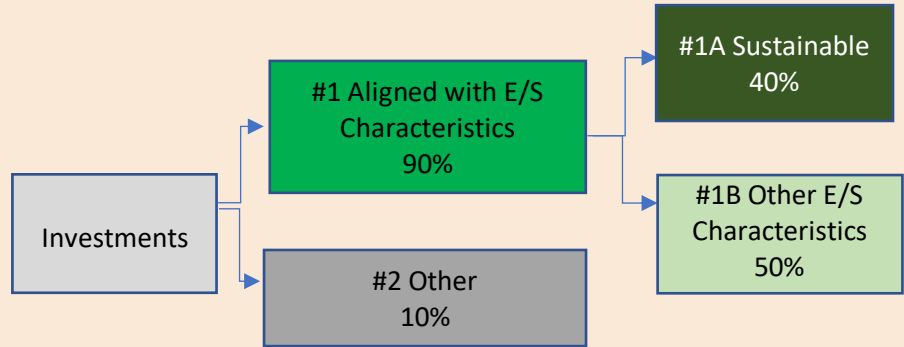 Investments
#1 Aligned with E/S
Characteristics
90%
#2 Other
10%
#1A Sustainable
40%
#1B Other E/S
Characteristics
50%